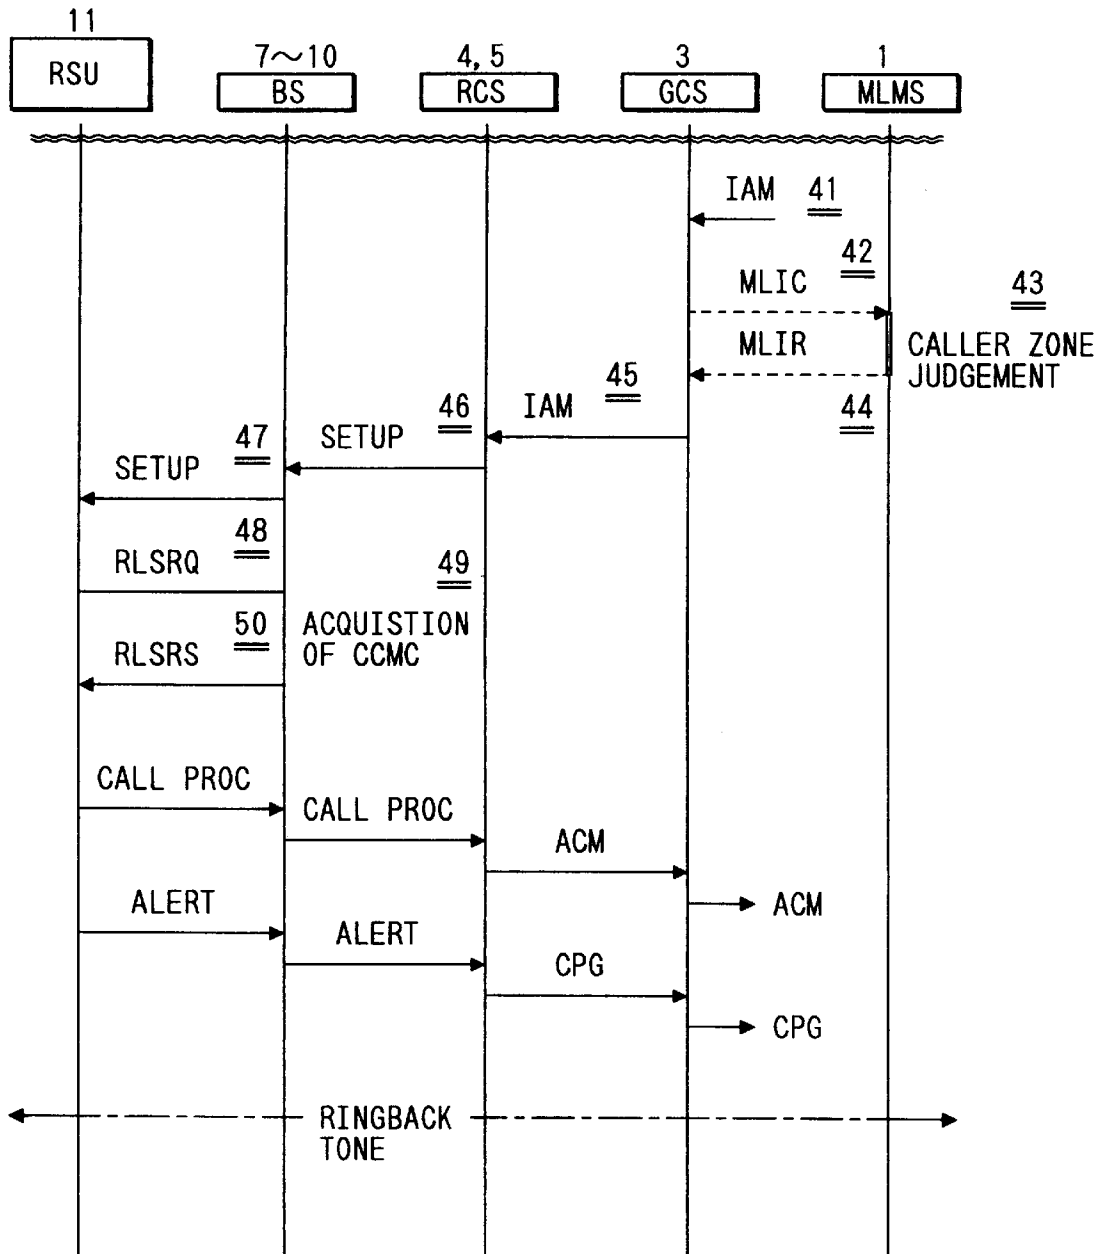 11
RSU
7~10
BS
4,5
RCS
3
GCS
1
MLMS
IAM 41
MLIC 42
43
CALLER ZONE
JUDGEMENT
MLIR
44
IAM 45
SETUP 46
SETUP 47
RLSRQ 48
49
ACQUISTION
OF CCMC
RLSRS 50
CALL PROC
CALL PROC
ACM
ACM
ALERT
ALERT
CPG
CPG
RINGBACK
TONE